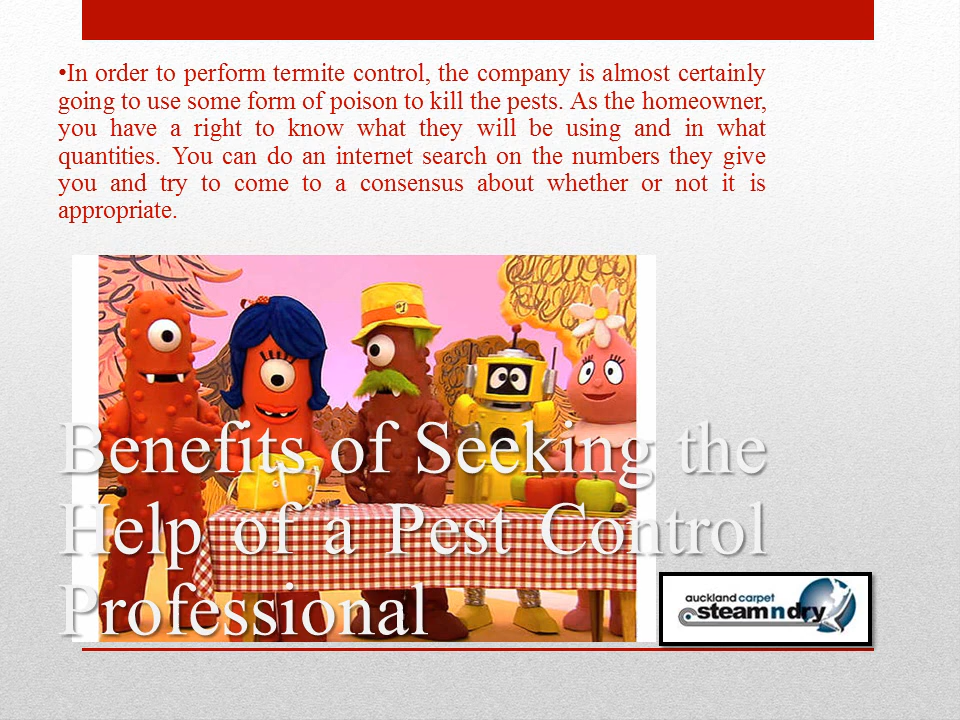 •In order to perform termite control, the company is almost certainly
going to use some form of poison to kill the pests. As the homeowner,
you have a right to know what they will be using and in what
quantities. You can do an internet search on the numbers they give
you and try to come to a consensus about whether or not it is
appropriate.
Benefits of Seeking the
Help of a Pest Control
Professional
auckland carpet
steamndry